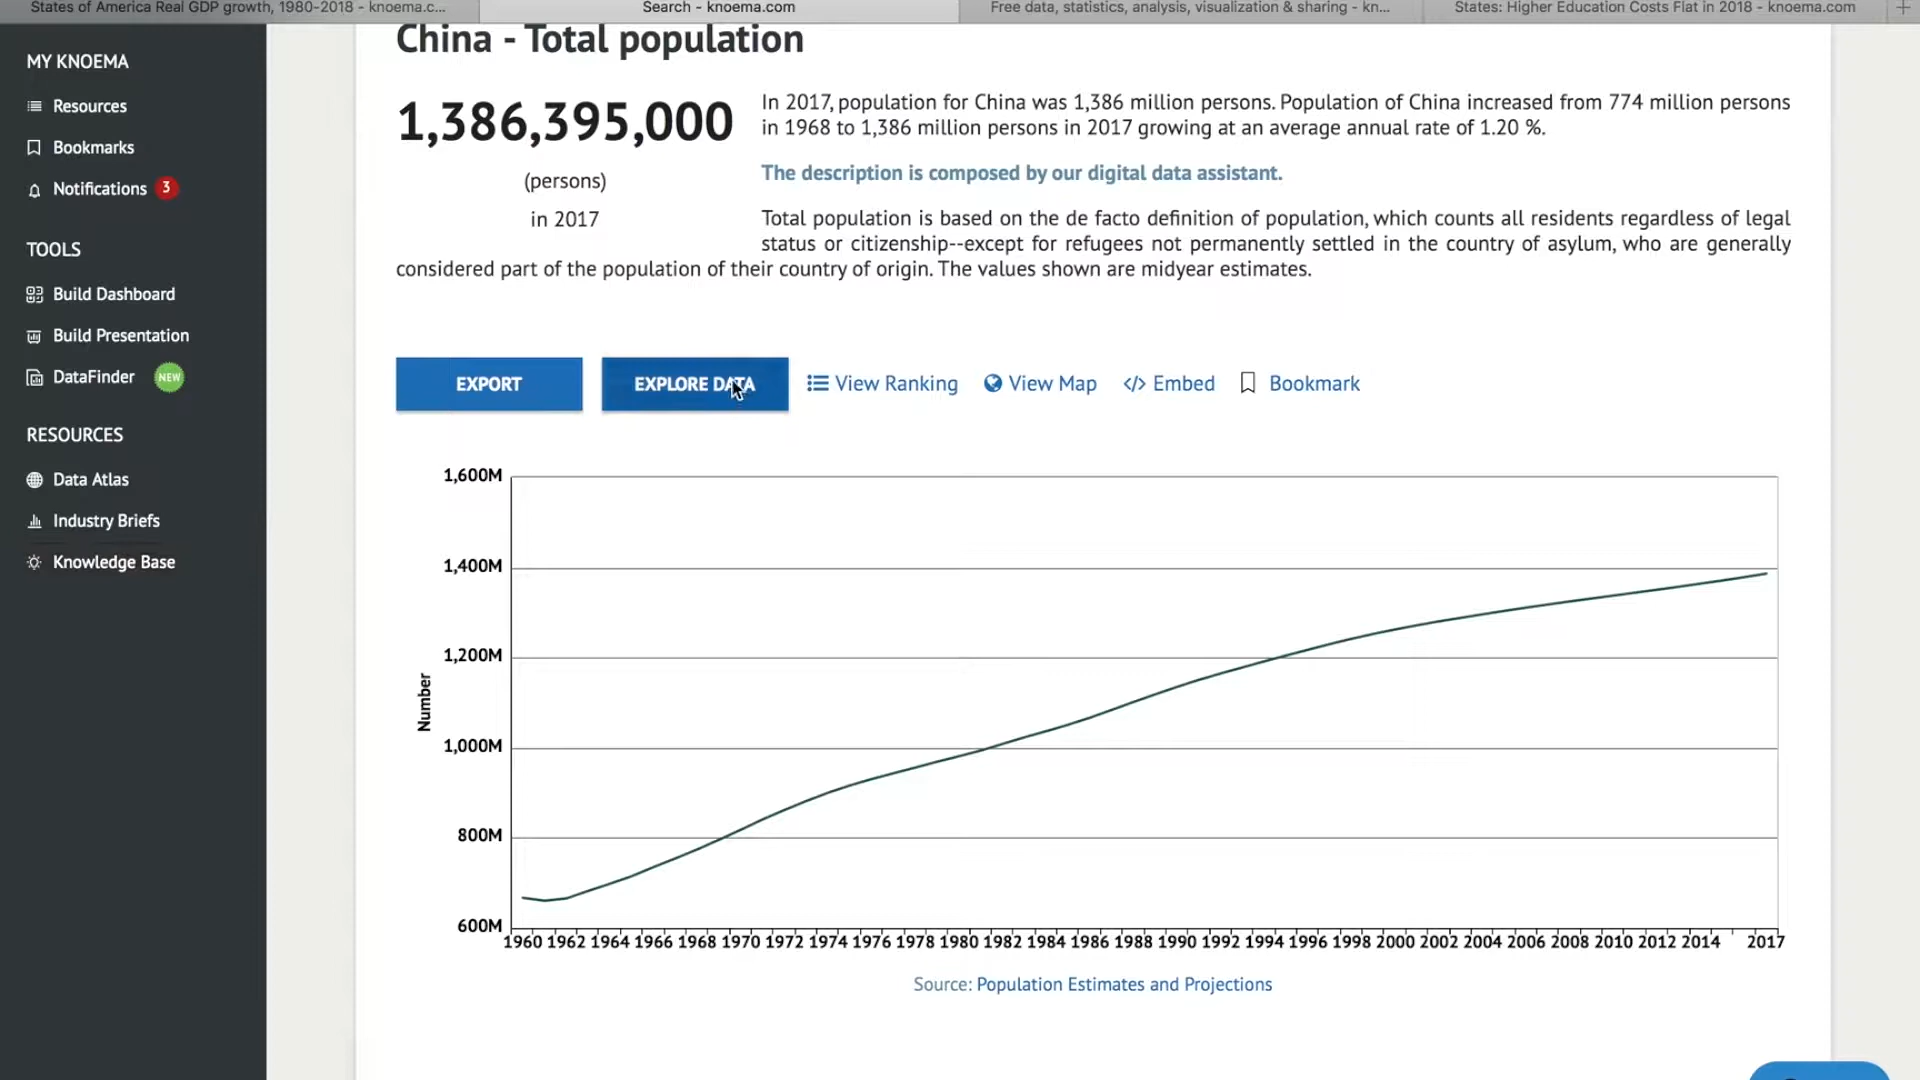 States of America Real GDP growth, 1980-2018 - knoema.c...
Search - knoema.com
Free data, statistics, analysis, visualization & sharing - kn...
States: Higher Education Costs Flat in 2018 - knoema.com
MY KNOEMA
Resources
Bookmarks
Notifications 3
TOOLS
Build Dashboard
Build Presentation
DataFinder NEW
RESOURCES
Data Atlas
Industry Briefs
Knowledge Base
China - Total population
1,386,395,000
(persons)
in 2017
In 2017, population for China was 1,386 million persons. Population of China increased from 774 million persons
in 1968 to 1,386 million persons in 2017 growing at an average annual rate of 1.20 %.
The description is composed by our digital data assistant.
Total population is based on the de facto definition of population, which counts all residents regardless of legal
status or citizenship--except for refugees not permanently settled in the country of asylum, who are generally
considered part of the population of their country of origin. The values shown are midyear estimates.
EXPORT
EXPLORE DATA
View Ranking
View Map
</> Embed
Bookmark
1,600M
1,400M
1,200M
1,000M
800M
600M
Number
1960 1962 1964 1966 1968 1970 1972 1974 1976 1978 1980 1982 1984 1986 1988 1990 1992 1994 1996 1998 2000 2002 2004 2006 2008 2010 2012 2014 2017
Source: Population Estimates and Projections